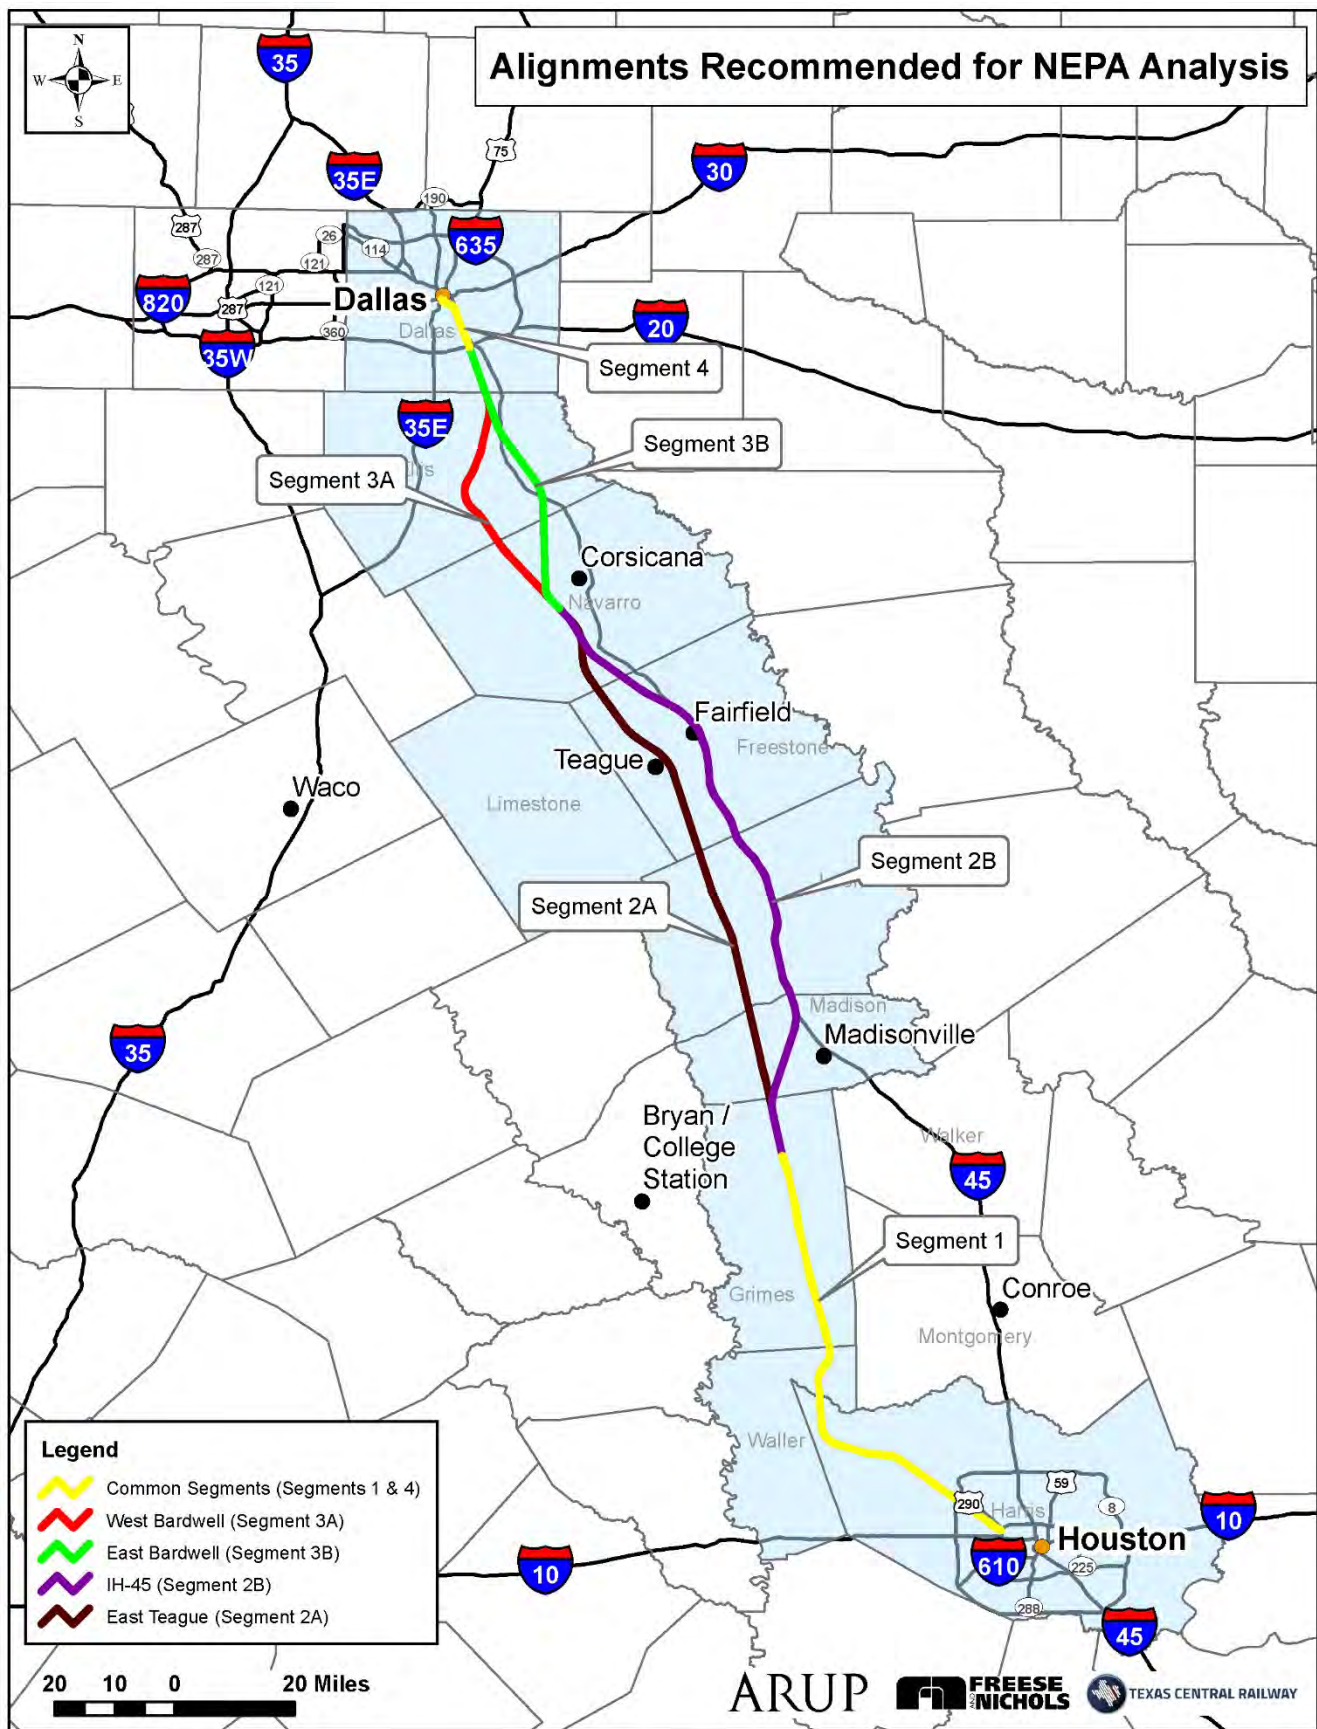 Alignments Recommended for NEPA Analysis
N
W E
S
35
75
35E
30
190
287
26
635
114
287
121
121
820
287
Dallas
Dallas
20
360
35W
Segment 4
35E
Segment 3B
Segment 3A
Corsicana
Navarro
Fairfield
Freestone
Teague
Waco
Limestone
Segment 2B
Segment 2A
Madison
Madisonville
35
Bryan /
College
Station
Walker
45
Segment 1
Grimes
Conroe
Montgomery
Waller
59
290
Harris
8
10
Houston
610
10
225
288
45
Legend
Common Segments (Segments 1 & 4)
West Bardwell (Segment 3A)
East Bardwell (Segment 3B)
IH-45 (Segment 2B)
East Teague (Segment 2A)
20 10 0 20 Miles
ARUP
FREESE
NICHOLS
TEXAS CENTRAL RAILWAY